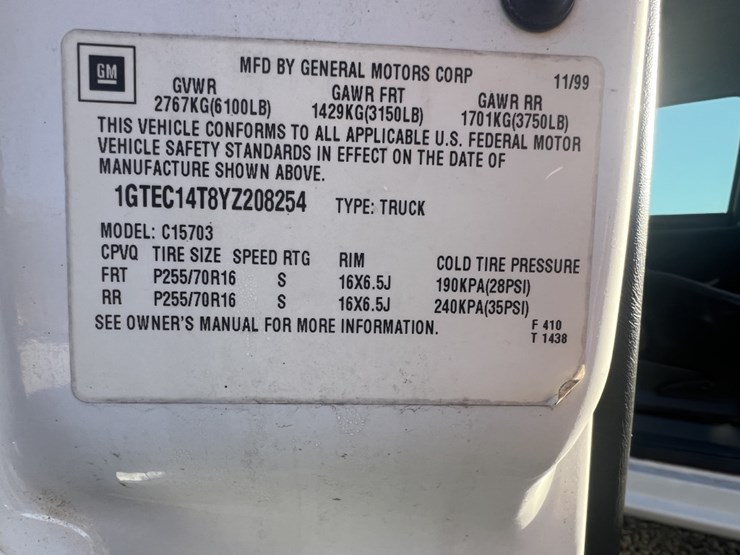 GM
MFD BY GENERAL MOTORS CORP 11/99
GVWR GAWR FRT GAWR RR
2767KG(6100LB) 1429KG(3150LB) 1701KG(3750LB)
THIS VEHICLE CONFORMS TO ALL APPLICABLE U.S. FEDERAL MOTOR
VEHICLE SAFETY STANDARDS IN EFFECT ON THE DATE OF
MANUFACTURE SHOWN ABOVE.
1GTEC14T8YZ208254 TYPE: TRUCK
MODEL: C15703
CPVQ TIRE SIZE SPEED RTG RIM COLD TIRE PRESSURE
FRT P255/70R16 S 16X6.5J 190KPA(28PSI)
RR P255/70R16 S 16X6.5J 240KPA(35PSI)
SEE OWNER'S MANUAL FOR MORE INFORMATION. F 410
T 1438